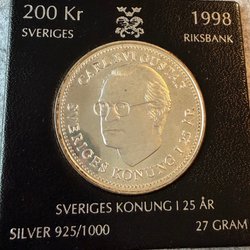 200 Kr 1998
SVERIGES RIKSBANK
CARL XVI GUSTAF
SVERIGES KONUNG I 25 ÅR
SVERIGES KONUNG I 25 ÅR
SILVER 925/1000 27 GRAM